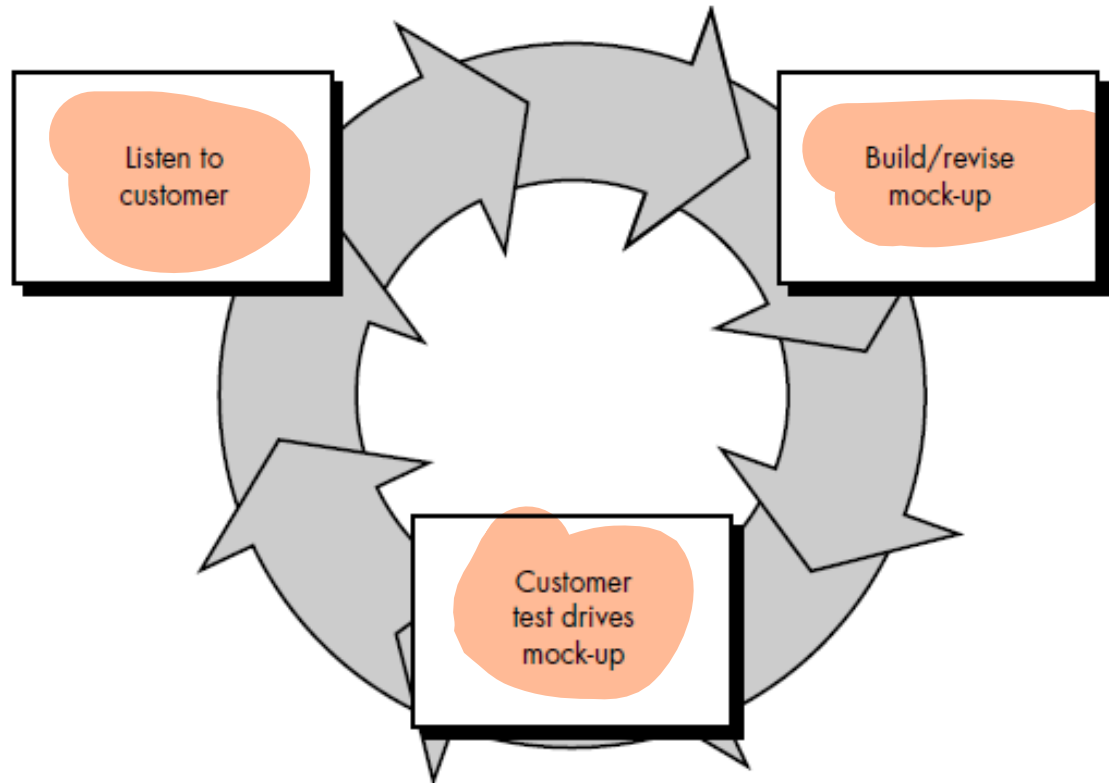 Listen to
customer
Build/revise
mock-up
Customer
test drives
mock-up